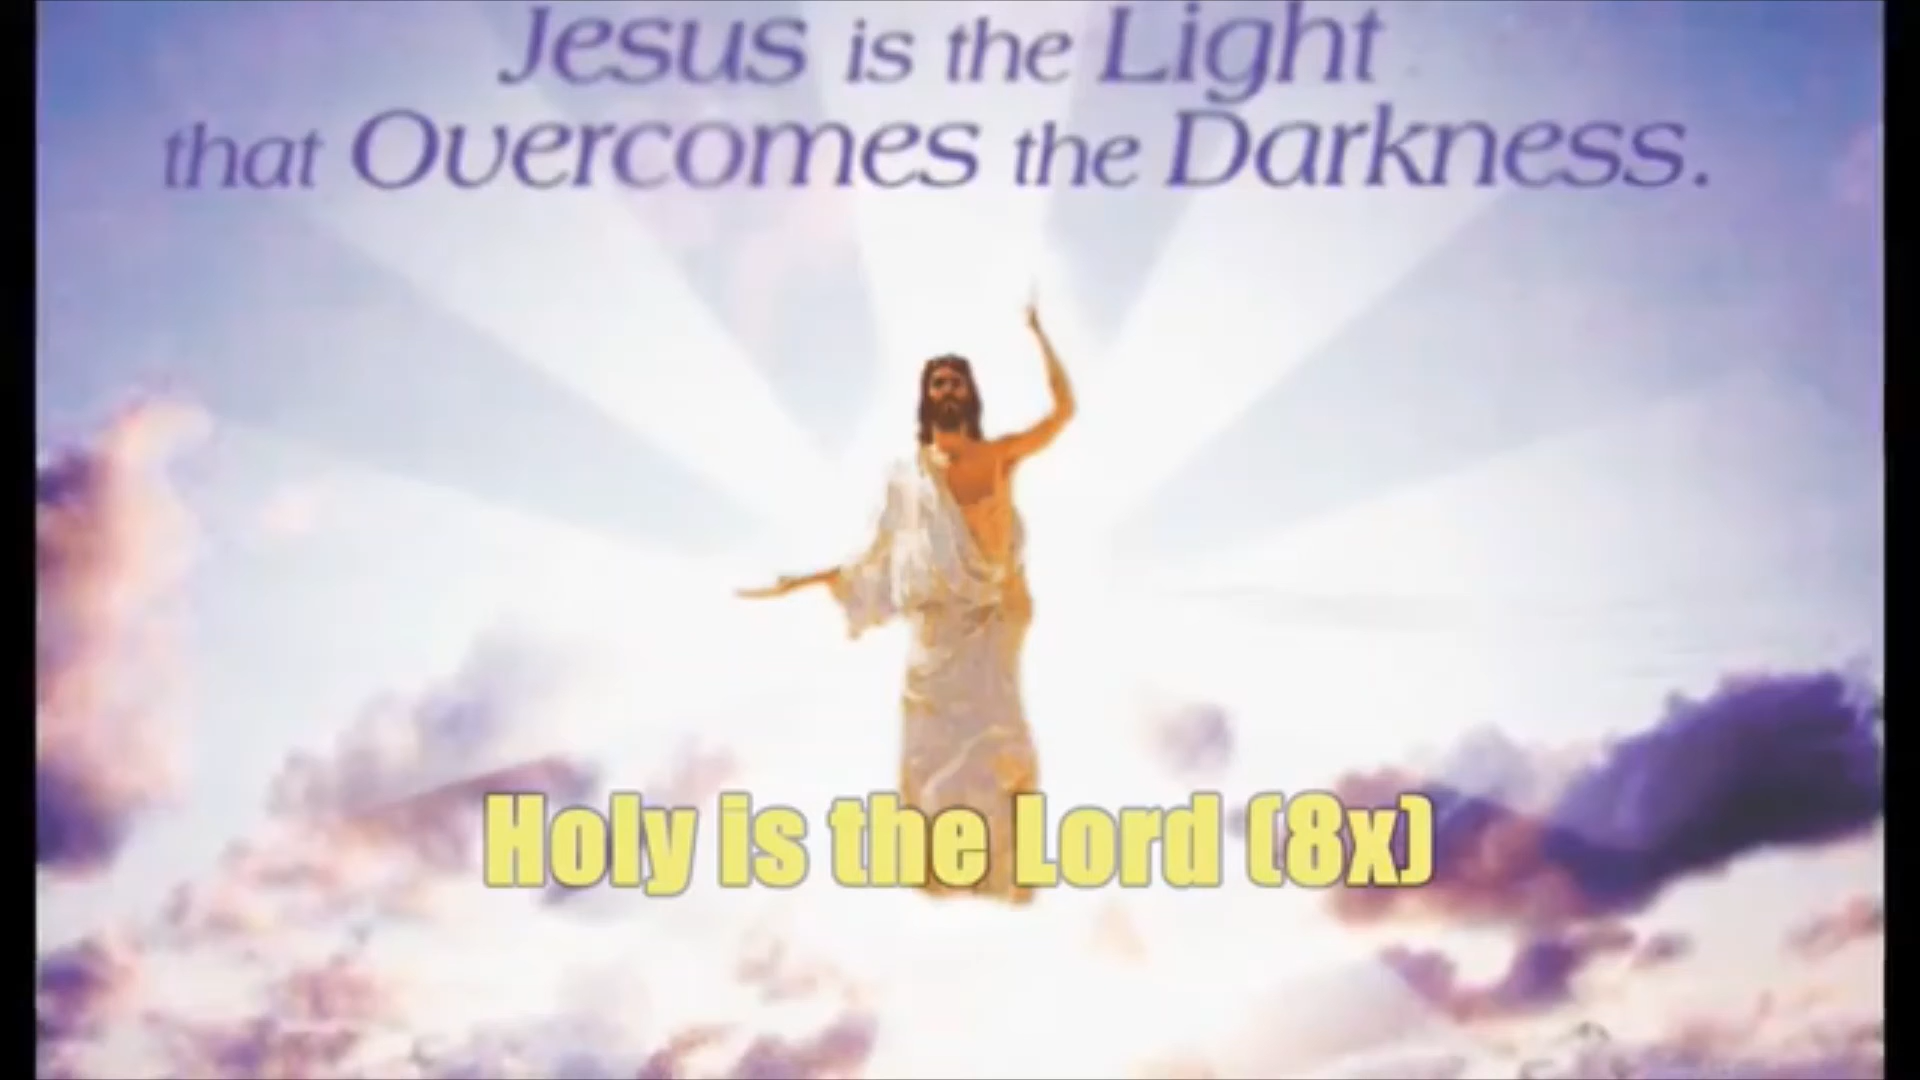 Jesus is the Light
that Overcomes the Darkness.
Holy is the Lord (8x)